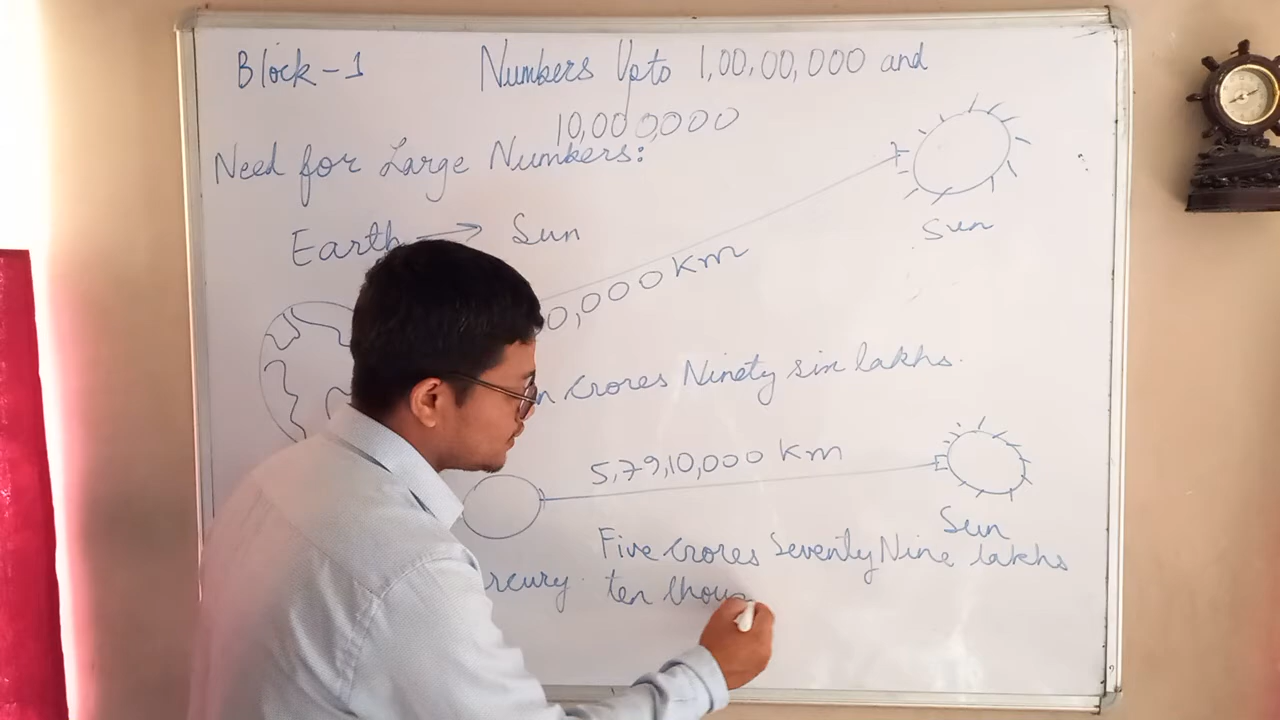 Block-1
Numbers Upto 1,00,00,000 and
10,000,000
Need for Large Numbers:
Earth → Sun
Sun
0,000 km
Crores Ninety six lakhs.
5,79,10,000 Km
Sun
Five Crores Seventy Nine lakhs
rcury. ten thous